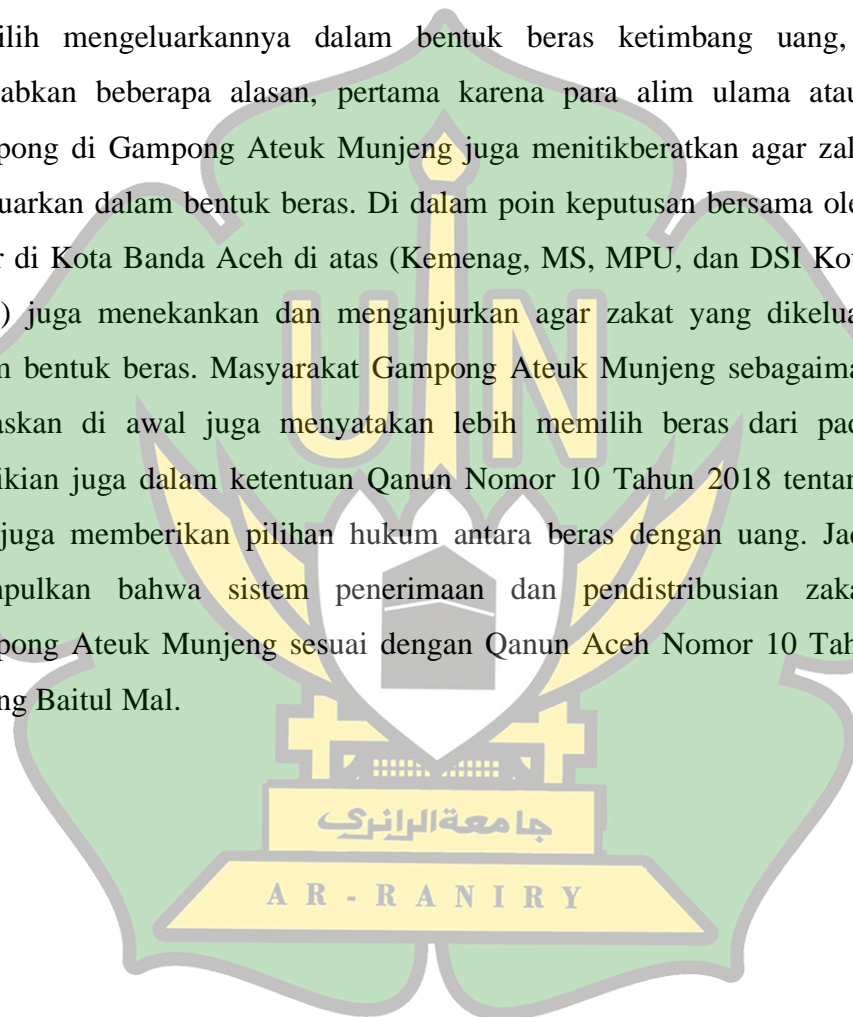 ilih mengeluarkannya dalam bentuk beras ketimbang uang,
abkan beberapa alasan, pertama karena para alim ulama atau
pong di Gampong Ateuk Munjeng juga menitikberatkan agar zak
uarkan dalam bentuk beras. Di dalam poin keputusan bersama ole
r di Kota Banda Aceh di atas (Kemenag, MS, MPU, dan DSI Ko
) juga menekankan dan menganjurkan agar zakat yang dikelua
n bentuk beras. Masyarakat Gampong Ateuk Munjeng sebagaima
askan di awal juga menyatakan lebih memilih beras dari pad
ikian juga dalam ketentuan Qanun Nomor 10 Tahun 2018 tentan
juga memberikan pilihan hukum antara beras dengan uang. Jad
npulkan bahwa sistem penerimaan dan pendistribusian zaka
pong Ateuk Munjeng sesuai dengan Qanun Aceh Nomor 10 Tah
ng Baitul Mal.
UIN
جامعة الرانري
AR-RANIRY